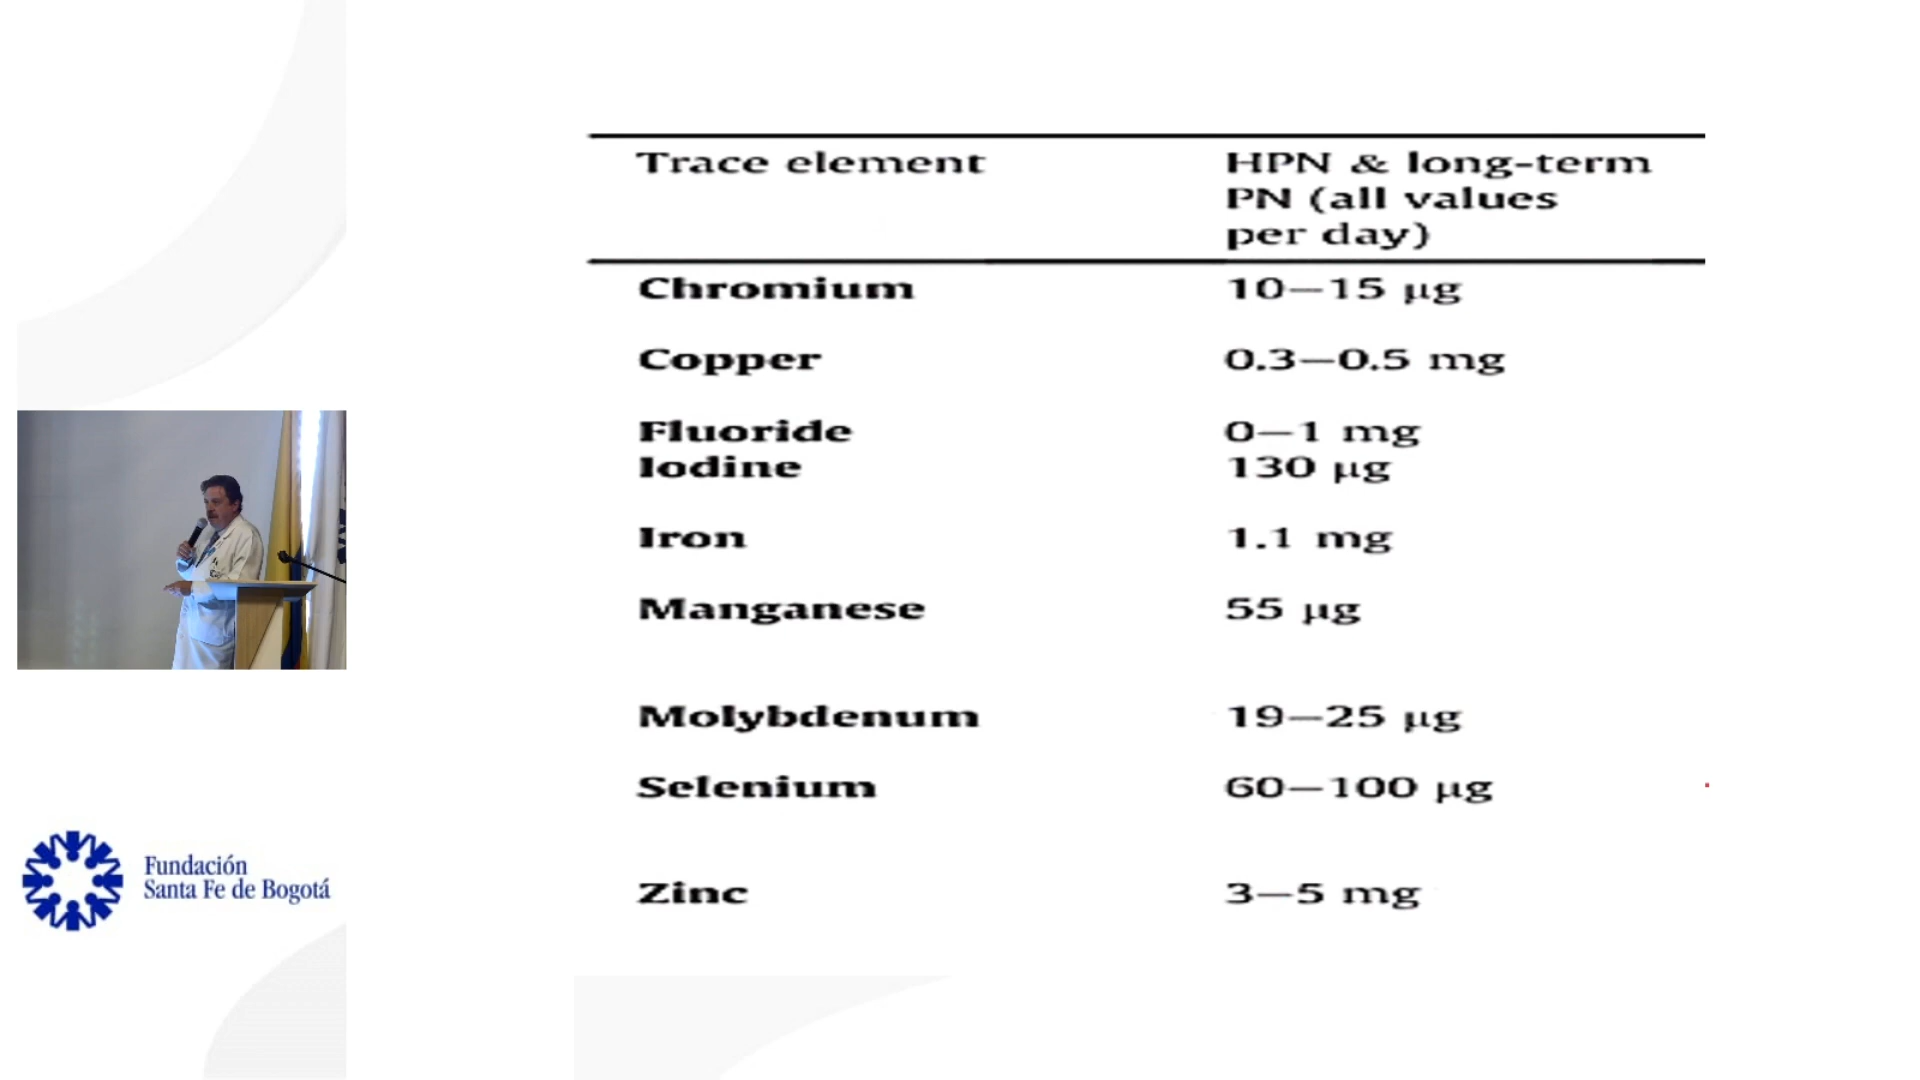 Trace element HPN & long-term
PN (all values
per day)
Chromium 10–15 μg
Copper 0.3–0.5 mg
Fluoride 0–1 mg
Iodine 130 μg
Iron 1.1 mg
Manganese 55 μg
Molybdenum 19–25 μg
Selenium 60–100 μg
Zinc 3–5 mg
Fundación
Santa Fe de Bogotá